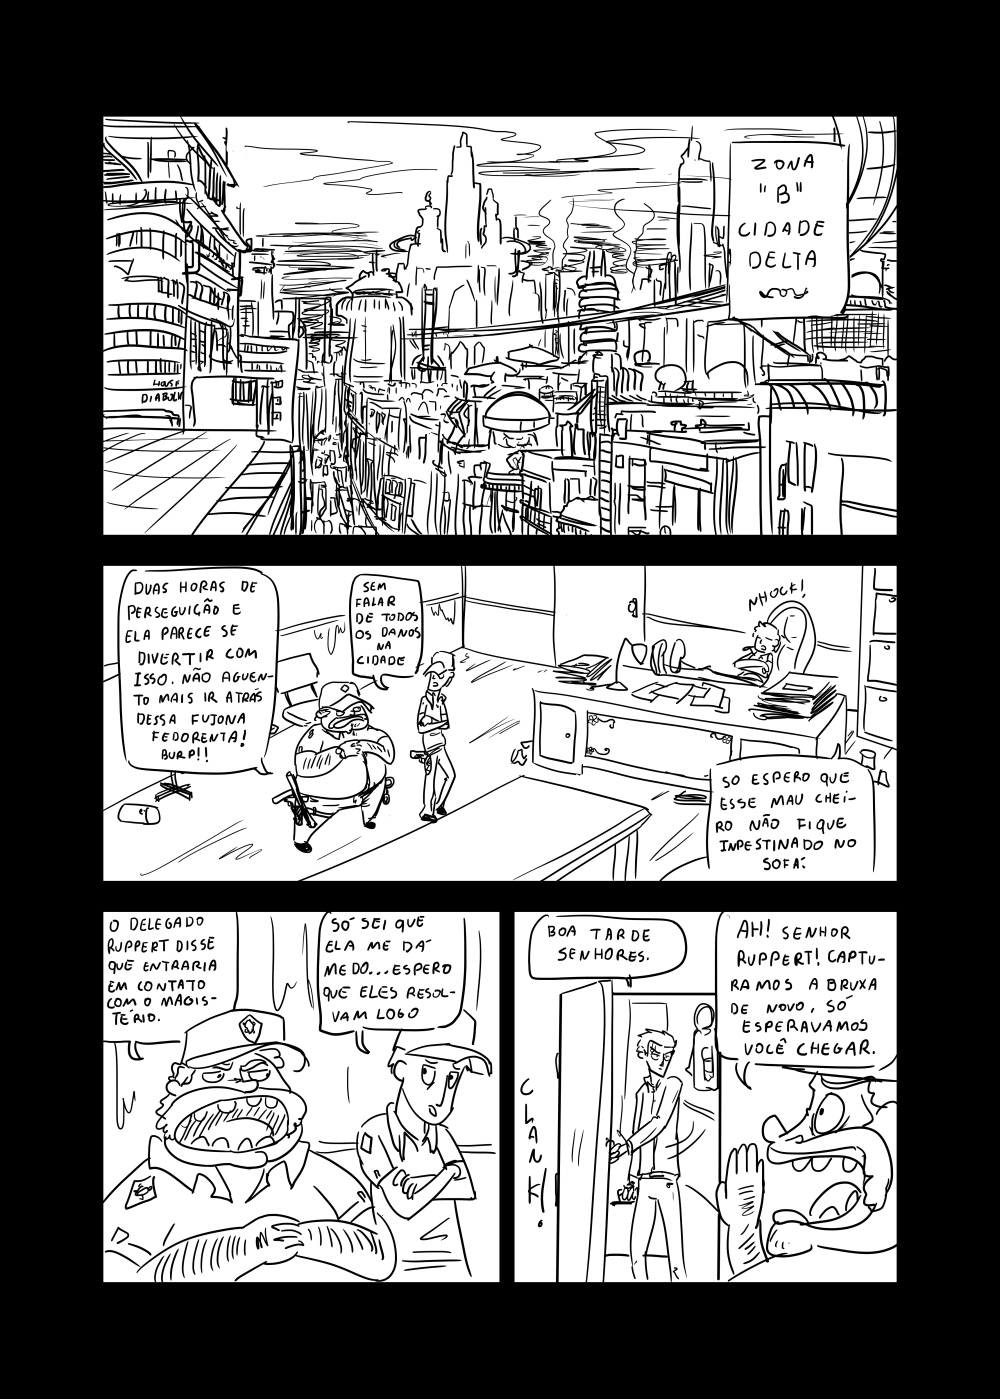 ZONA
"B"
CIDADE
DELTA
HOUSE
DIABOLIK
DUAS HORAS DE
PERSEGUIÇÃO E
ELA PARECE SE
DIVERTIR COM
ISSO. NÃO AGUEN-
TO MAIS IR ATRÁS
DESSA FUJONA
FEDORENTA!
BURP!!
SEM
FALAR
DE TODOS
OS DANOS
NA
CIDADE
NHOCK!
SO ESPERO QUE
ESSE MAU CHEI-
RO NÃO FIQUE
INPESTINADO NO
SOFÁ.
O DELEGADO
RUPPERT DISSE
QUE ENTRARIA
EM CONTATO
COM O MAGIS-
TÉRIO.
SÓ SEI QUE
ELA ME DÁ
MEDO...ESPERO
QUE ELES RESOL-
VAM LOGO
BOA TARDE
SENHORES.
CLANK!
AH! SENHOR
RUPPERT! CAPTU-
RAMOS A BRUXA
DE NOVO, SÓ
ESPERAVAMOS
VOCÊ CHEGAR.